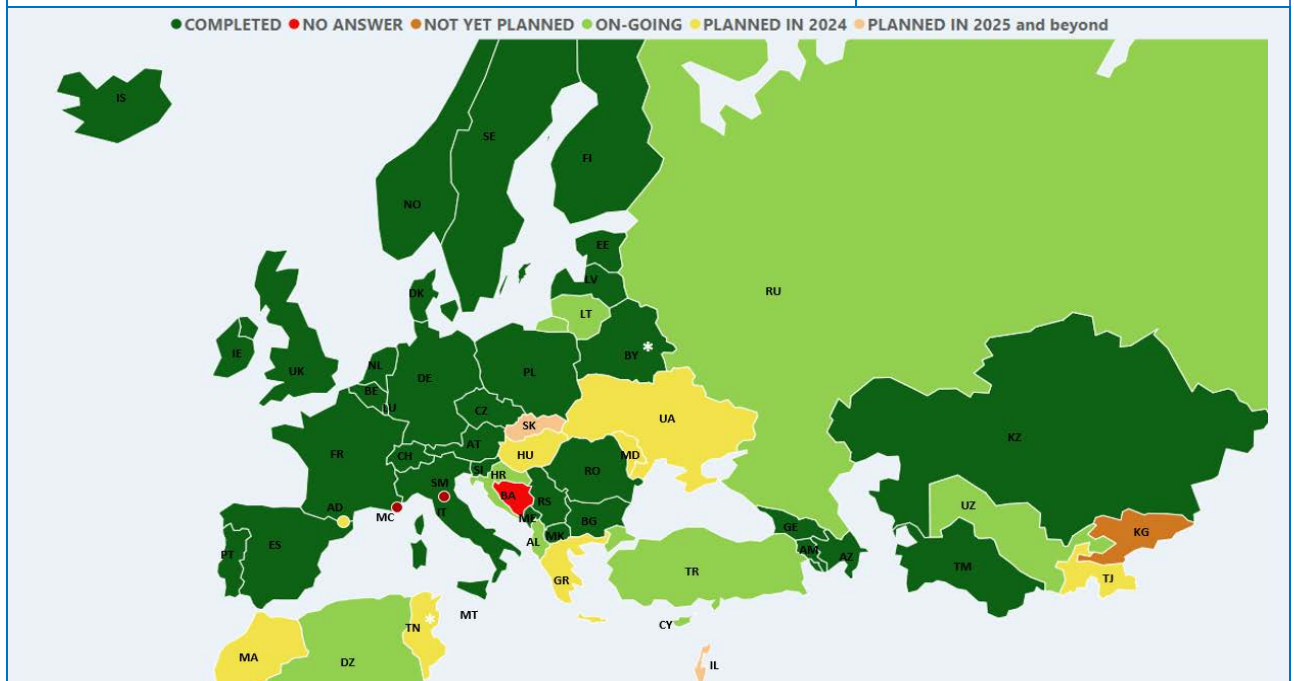 COMPLETED NO ANSWER NOT YET PLANNED ON-GOING PLANNED IN 2024 PLANNED IN 2025 and beyond
IS
SE
FI
NO
EE
LV
DK
RU
LT
IE
BY *
NL
UK
DE
PL
BE
LU
CZ
UA
SK
KZ
AT
FR
CH
HU
MD
RO
SI
HR
SM
BA
RS
AD
UZ
MC
IT
ME
BG
GE
KG
ES
MK
AL
AM
PT
AZ
TM
GR
TR
TJ
MT
CY
TN *
MA
DZ
IL